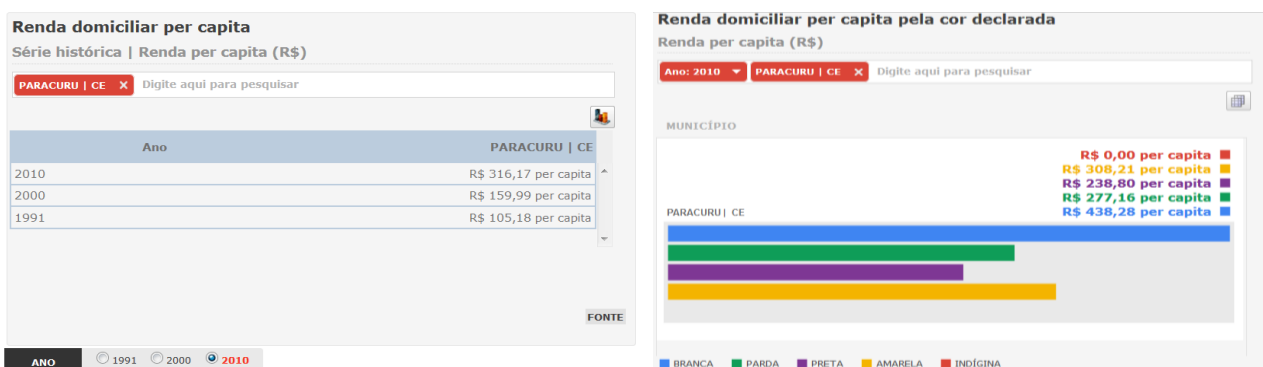 Renda domiciliar per capita
Série histórica | Renda per capita (R$)
PARACURU | CE X Digite aqui para pesquisar
Ano PARACURU | CE
2010 R$ 316,17 per capita
2000 R$ 159,99 per capita
1991 R$ 105,18 per capita
FONTE
ANO 1991 2000 2010
Renda domiciliar per capita pela cor declarada
Renda per capita (R$)
Ano: 2010 PARACURU | CE X Digite aqui para pesquisar
MUNICÍPIO
R$ 0,00 per capita
R$ 308,21 per capita
R$ 238,80 per capita
R$ 277,16 per capita
PARACURU | CE R$ 438,28 per capita
BRANCA PARDA PRETA AMARELA INDÍGINA